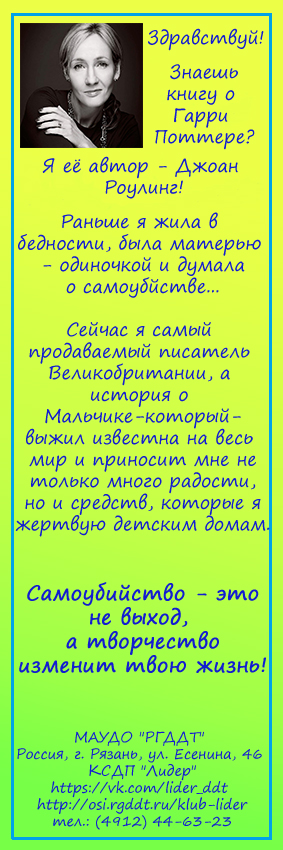 Здравствуй!
Знаешь
книгу о
Гарри
Поттере?
Я её автор - Джоан
Роулинг!
Раньше я жила в
бедности, была матерью
- одиночкой и думала
о самоубйстве...
Сейчас я самый
продаваемый писатель
Великобритании, а
история о
Мальчике-который-
выжил известна на весь
мир и приносит мне не
только много радости,
но и средств, которые я
жертвую детским домам.
Самоубийство - это
не выход,
а творчество
изменит твою жизнь!
МАУДО "РГДДТ"
Россия, г. Рязань, ул. Есенина, 46
КСДП "Лидер"
https://vk.com/lider_ddt
http://osi.rgddt.ru/klub-lider
тел.: (4912) 44-63-23